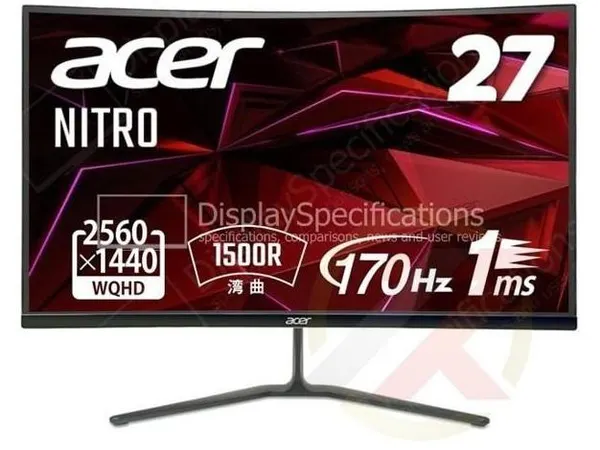 acer
27
NITRO
DisplaySpecifications
specifications, comparisons, news and user reviews
2560
×1440
WQHD
1500R
湾曲
170Hz
1ms
acer